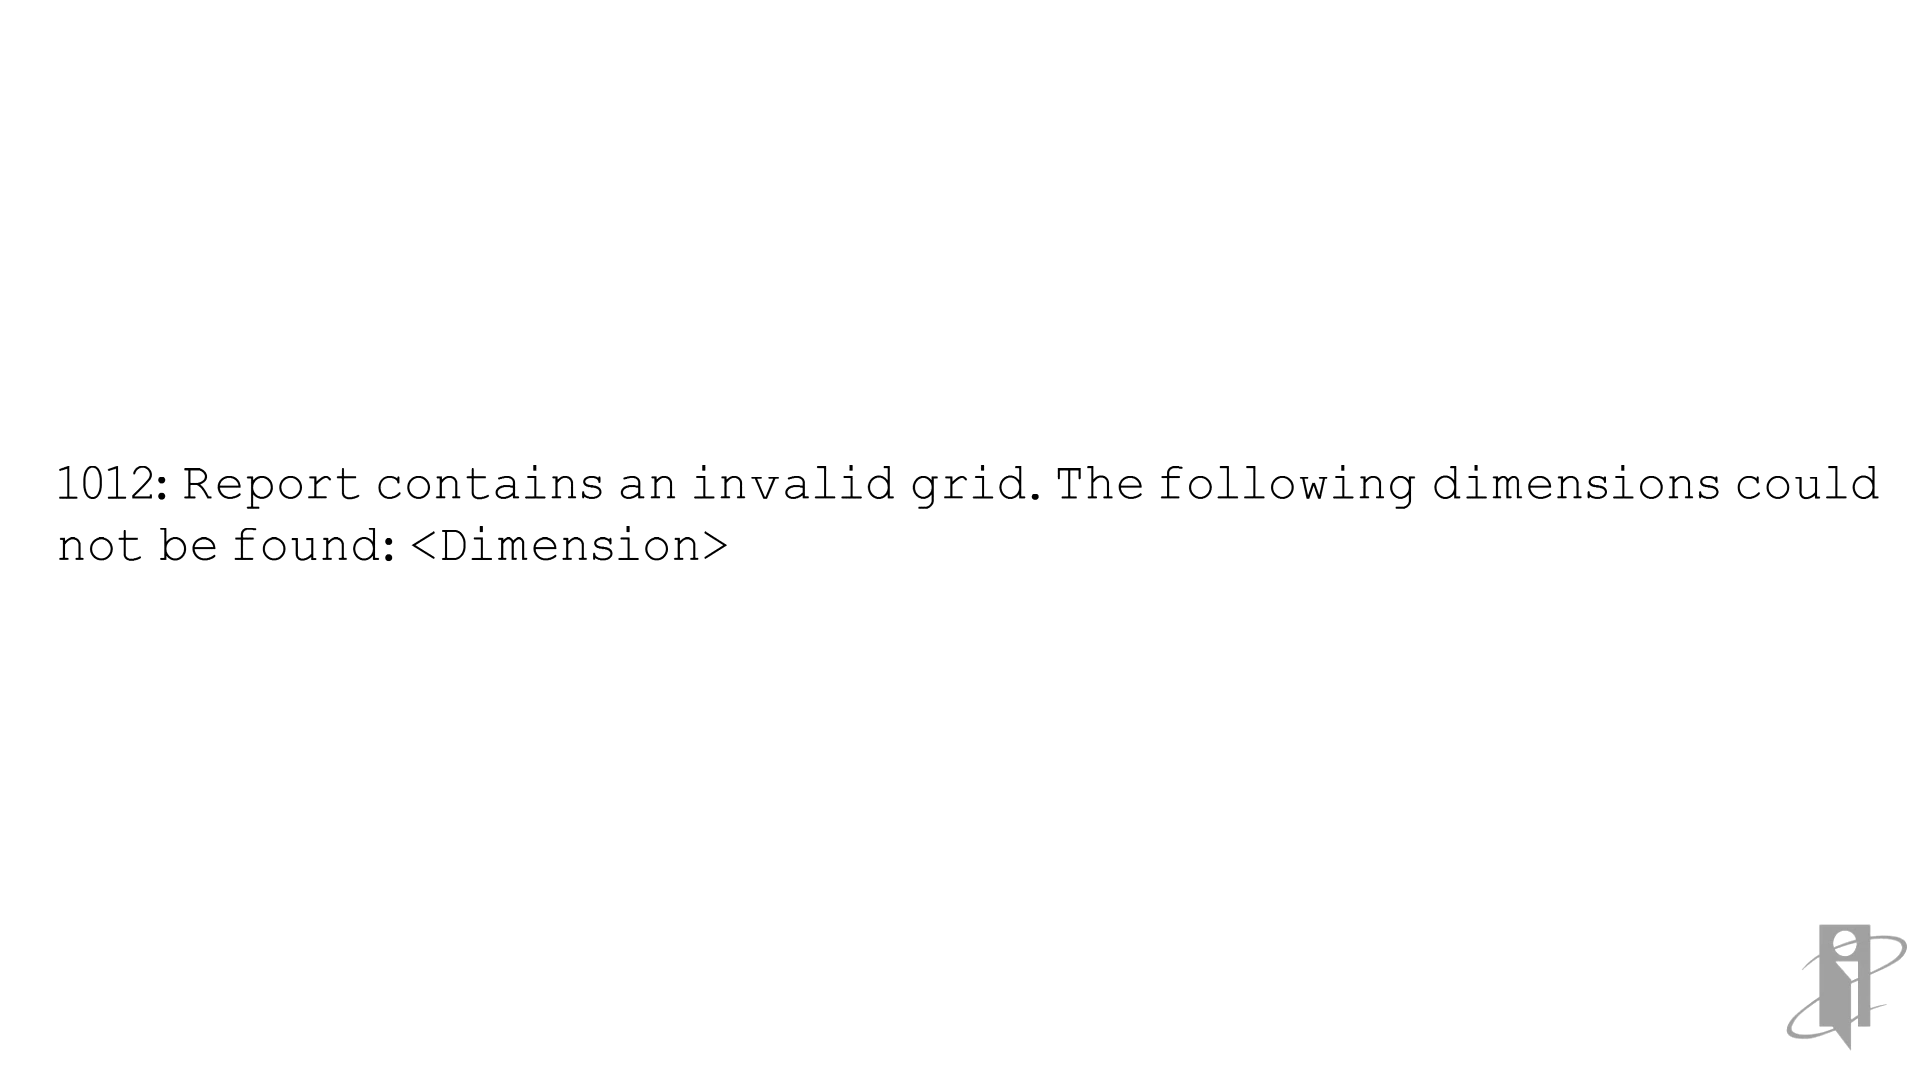 1012: Report contains an invalid grid. The following dimensions could
not be found: <Dimension>